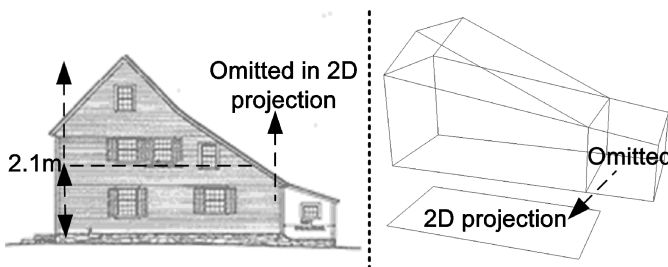 Omitted in 2D
projection
2.1m
Omitted
2D projection